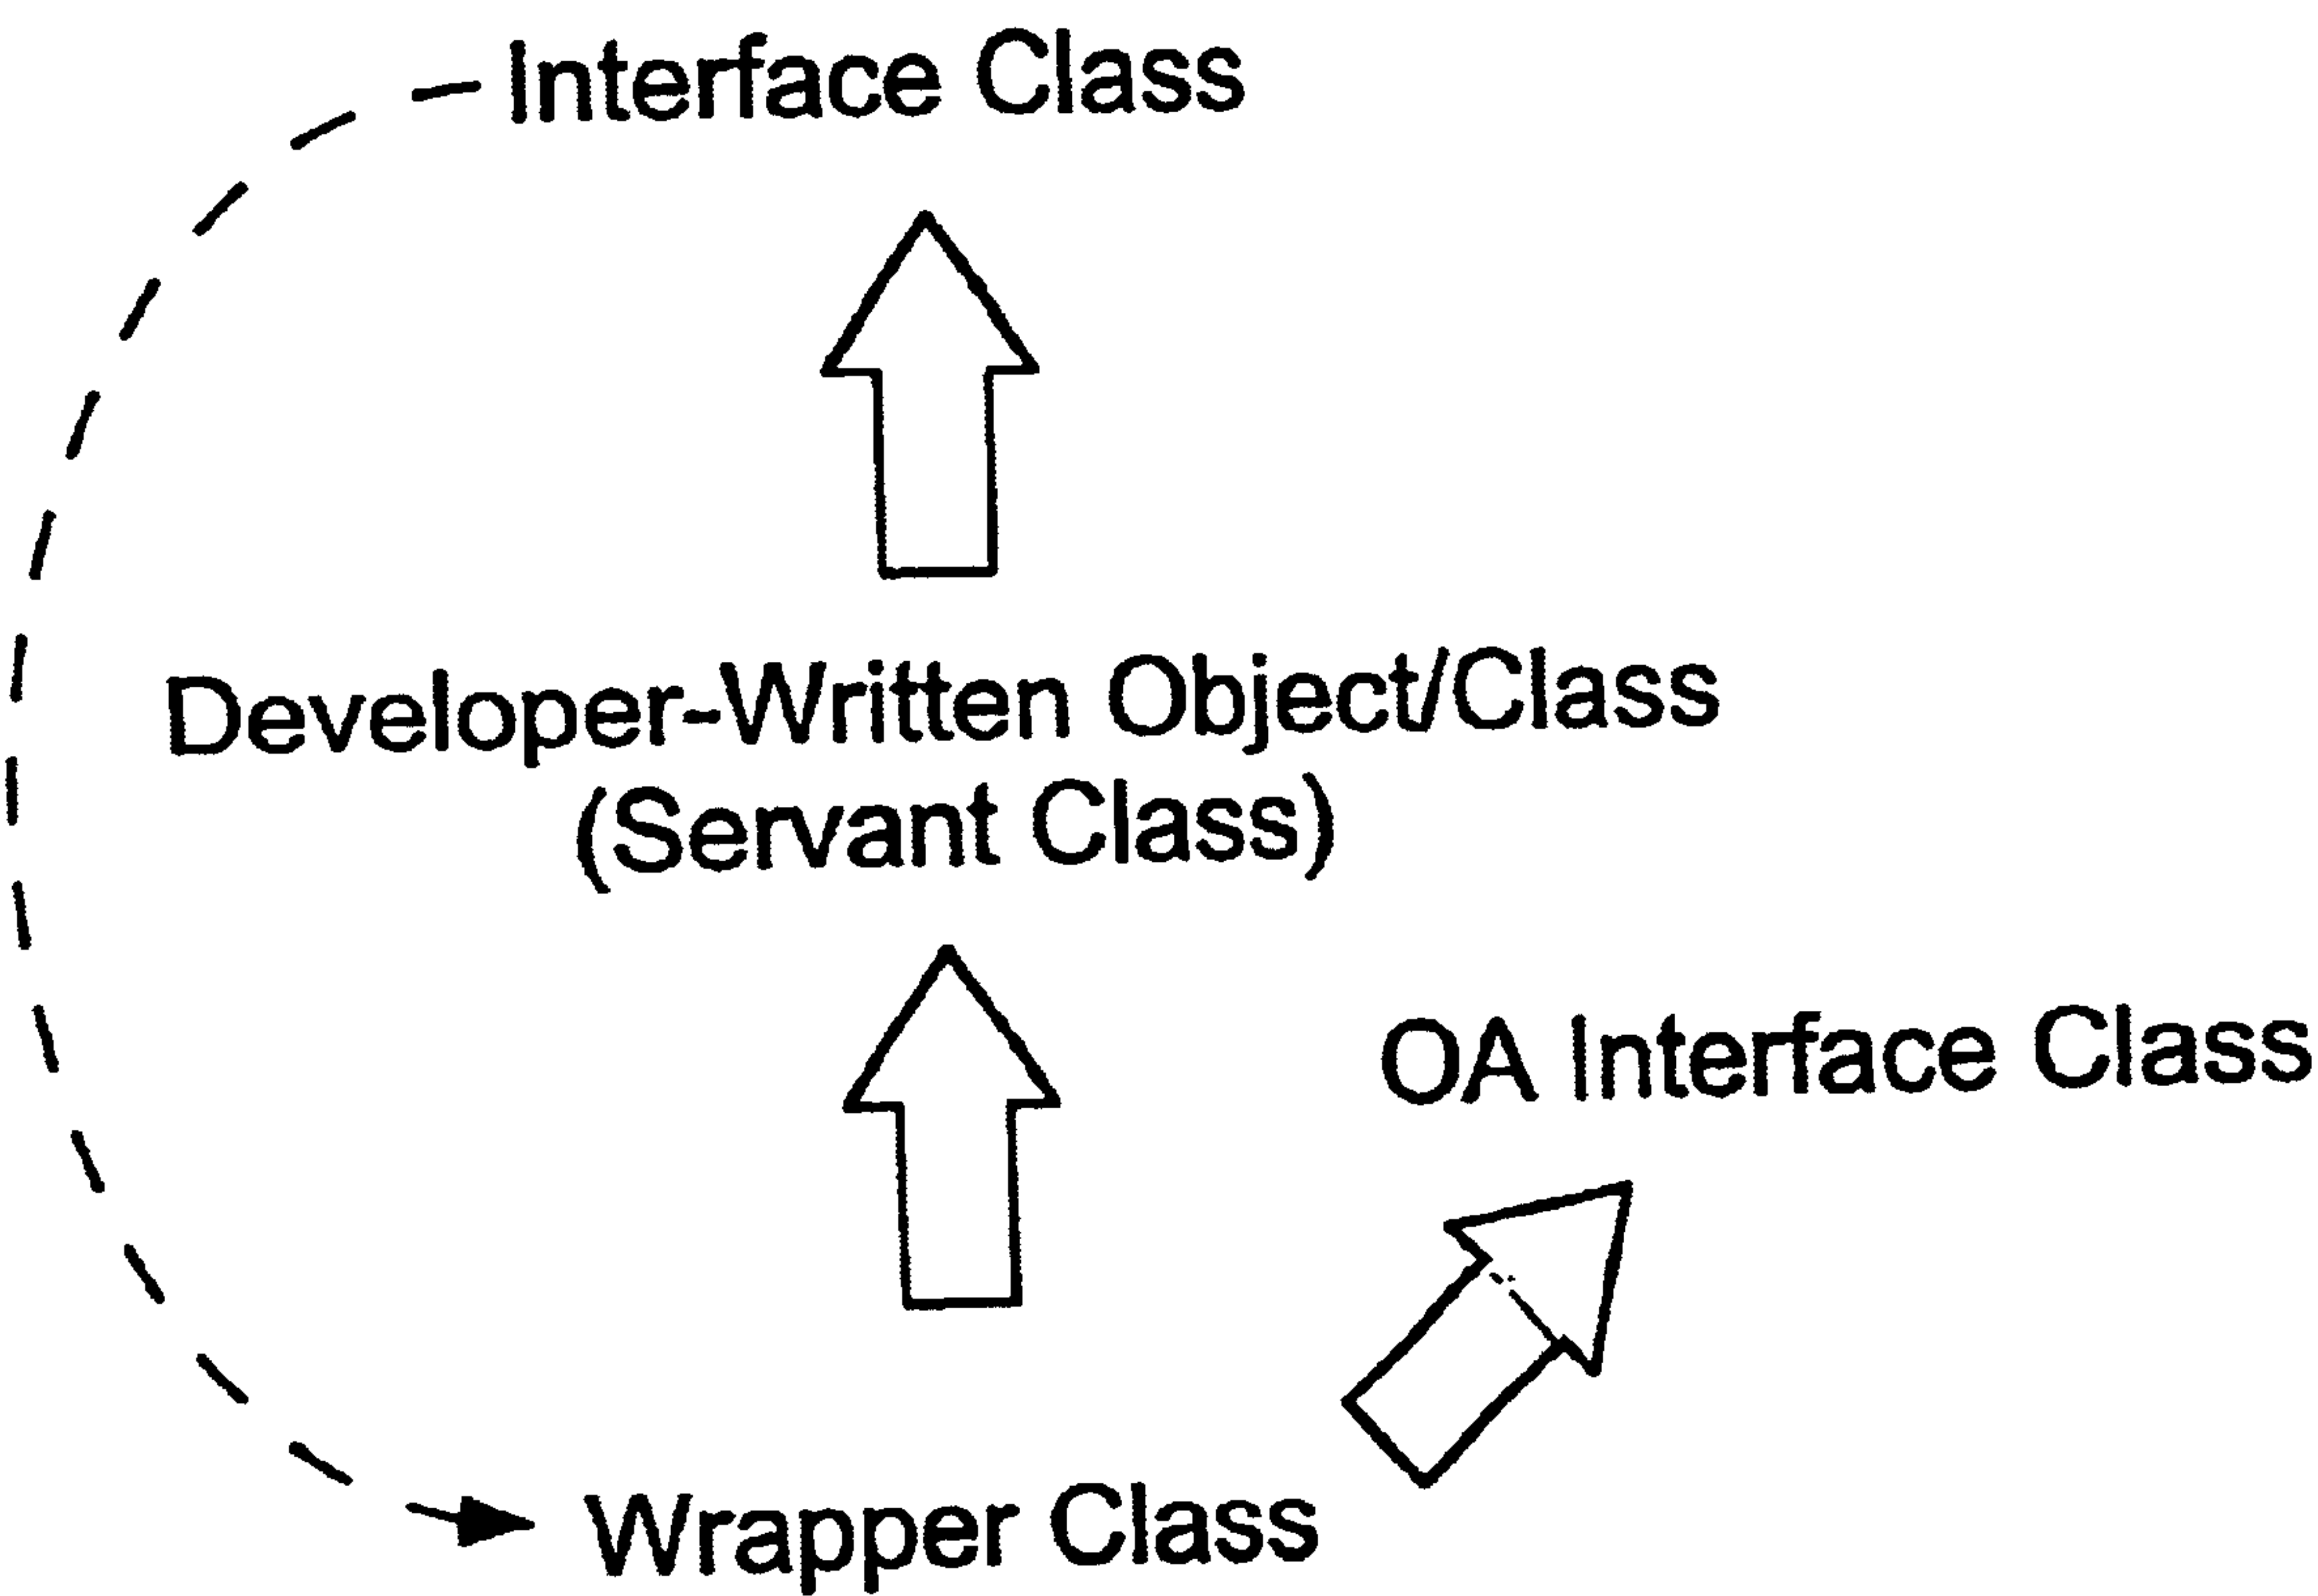 Interface Class
Developer-Written Object/Class
(Servant Class)
OA Interface Class
Wrapper Class